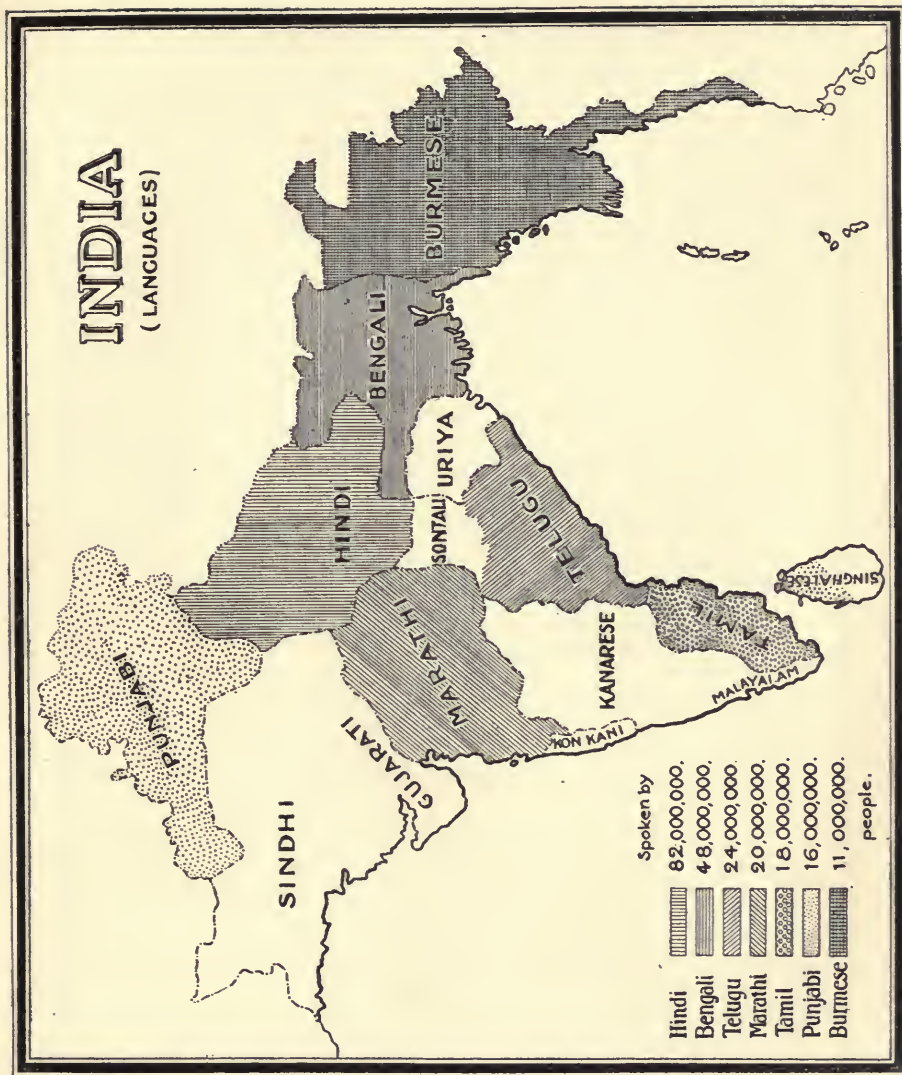 INDIA
(LANGUAGES)
PUNJABI
SINDHI
GUJARATI
HINDI
BENGALI
BURMESE
MARATHI
SONTALI
URIYA
TELUGU
KANARESE
KON KANI
MALAYALAM
TAMIL
SINGHALESE
Spoken by
Hindi 82,000,000.
Bengali 48,000,000.
Telugu 24,000,000.
Marathi 20,000,000.
Tamil 18,000,000.
Punjabi 16,000,000.
Burmese 11,000,000.
people.